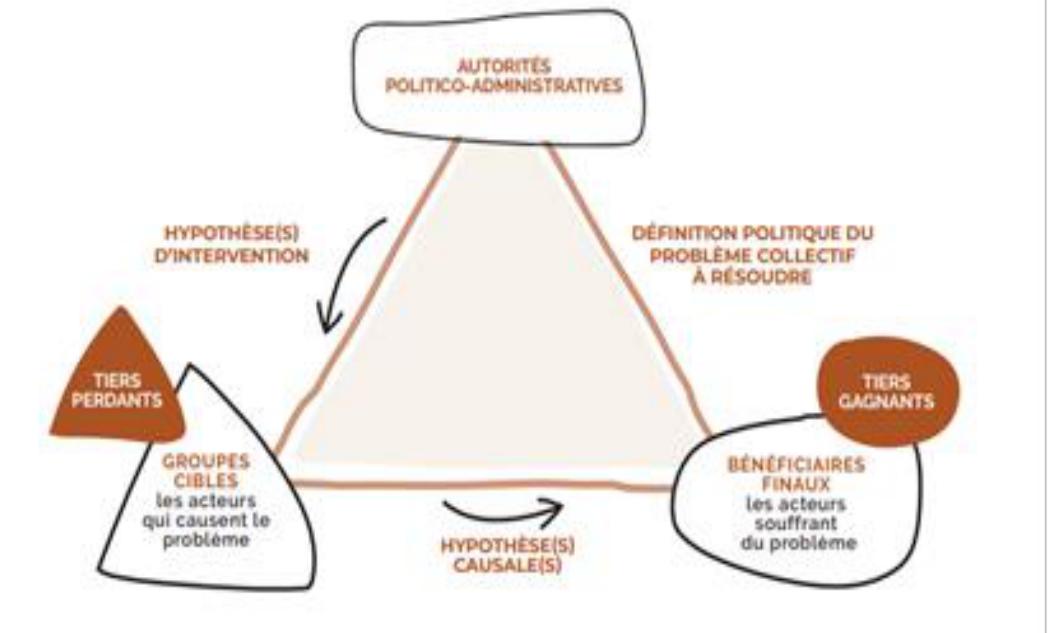 AUTORITÉS
POLITICO-ADMINISTRATIVES
HYPOTHÈSE(S)
D'INTERVENTION
DÉFINITION POLITIQUE DU
PROBLÈME COLLECTIF
À RÉSOUDRE
TIERS
PERDANTS
TIERS
GAGNANTS
GROUPES
CIBLES
les acteurs
qui causent le
problème
BÉNÉFICIAIRES
FINAUX
les acteurs
souffrant
du problème
HYPOTHÈSE(S)
CAUSALE(S)